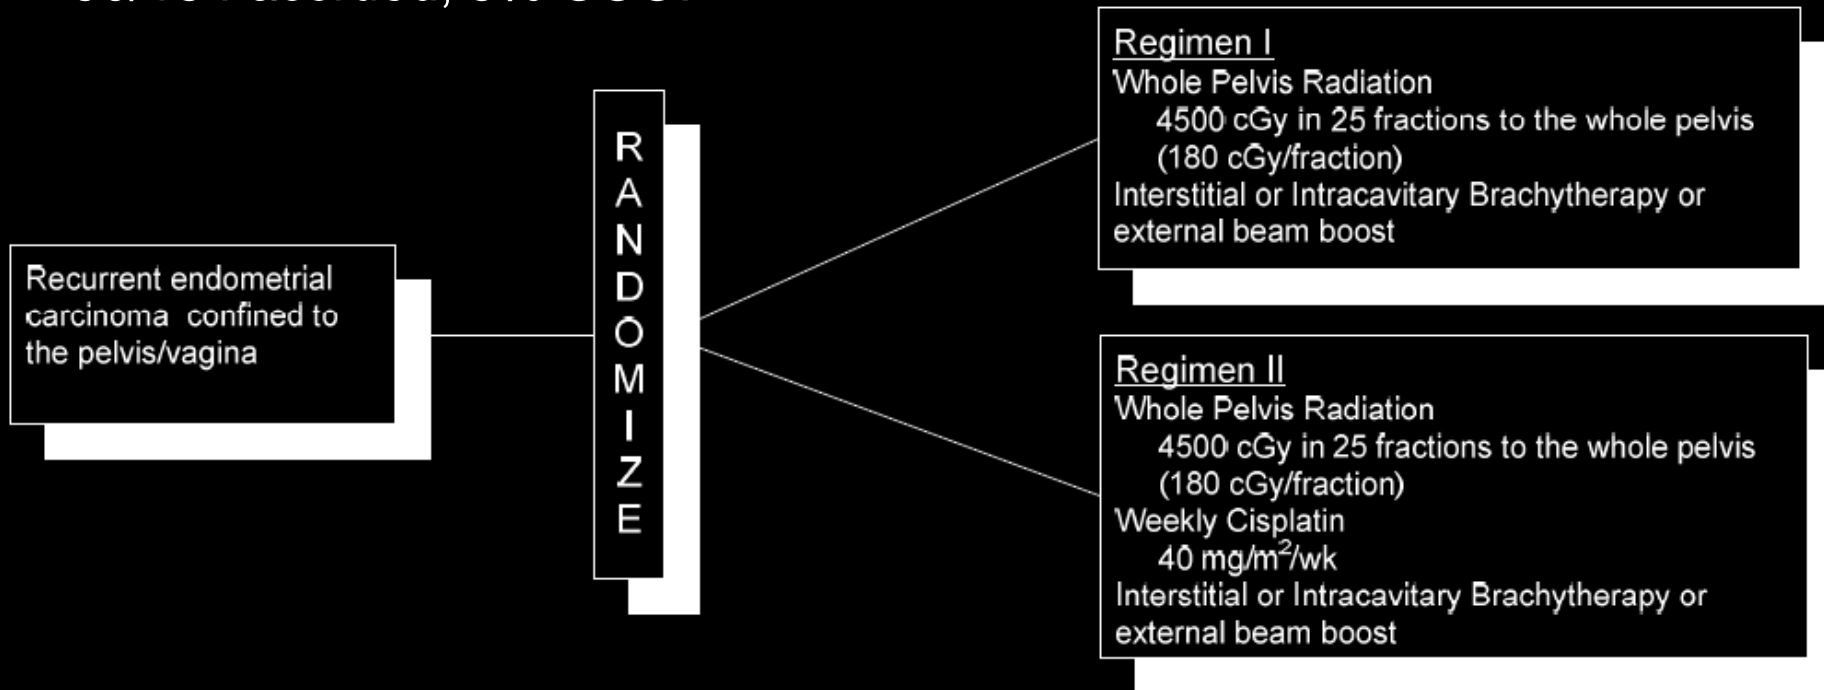 Recurrent endometrial
carcinoma confined to
the pelvis/vagina
RANDOMIZE
Regimen I
Whole Pelvis Radiation
4500 cGy in 25 fractions to the whole pelvis
(180 cGy/fraction)
Interstitial or Intracavitary Brachytherapy or
external beam boost
Regimen II
Whole Pelvis Radiation
4500 cGy in 25 fractions to the whole pelvis
(180 cGy/fraction)
Weekly Cisplatin
40 mg/m²/wk
Interstitial or Intracavitary Brachytherapy or
external beam boost